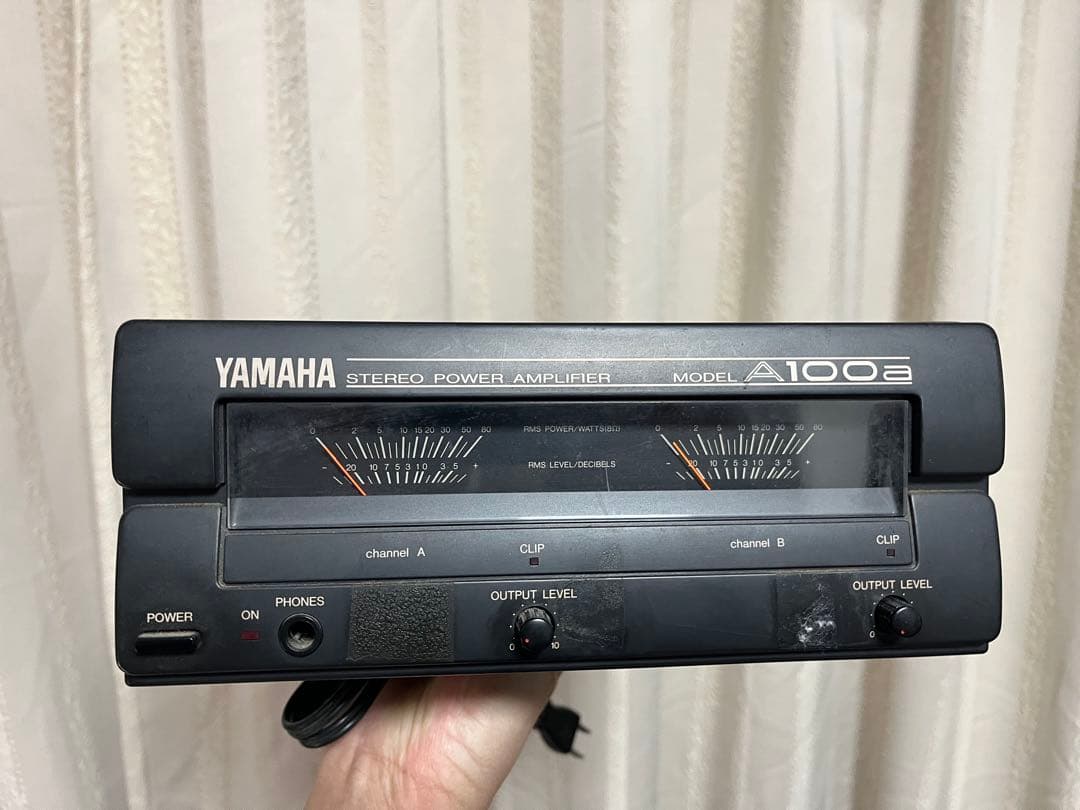 YAMAHA STEREO POWER AMPLIFIER MODEL A100a
0 - 2 5 10 15 20 30 50 80 RMS POWER/WATTS(8Ω) 0 2 5 10 15 20 30 50 80
- 20 10 7 5 3 1 0 3 5 + RMS LEVEL/DECIBELS - 20 10 7 5 3 1 0 3 5 +
channel A CLIP channel B CLIP
POWER ON PHONES OUTPUT LEVEL OUTPUT LEVEL
0 10 0